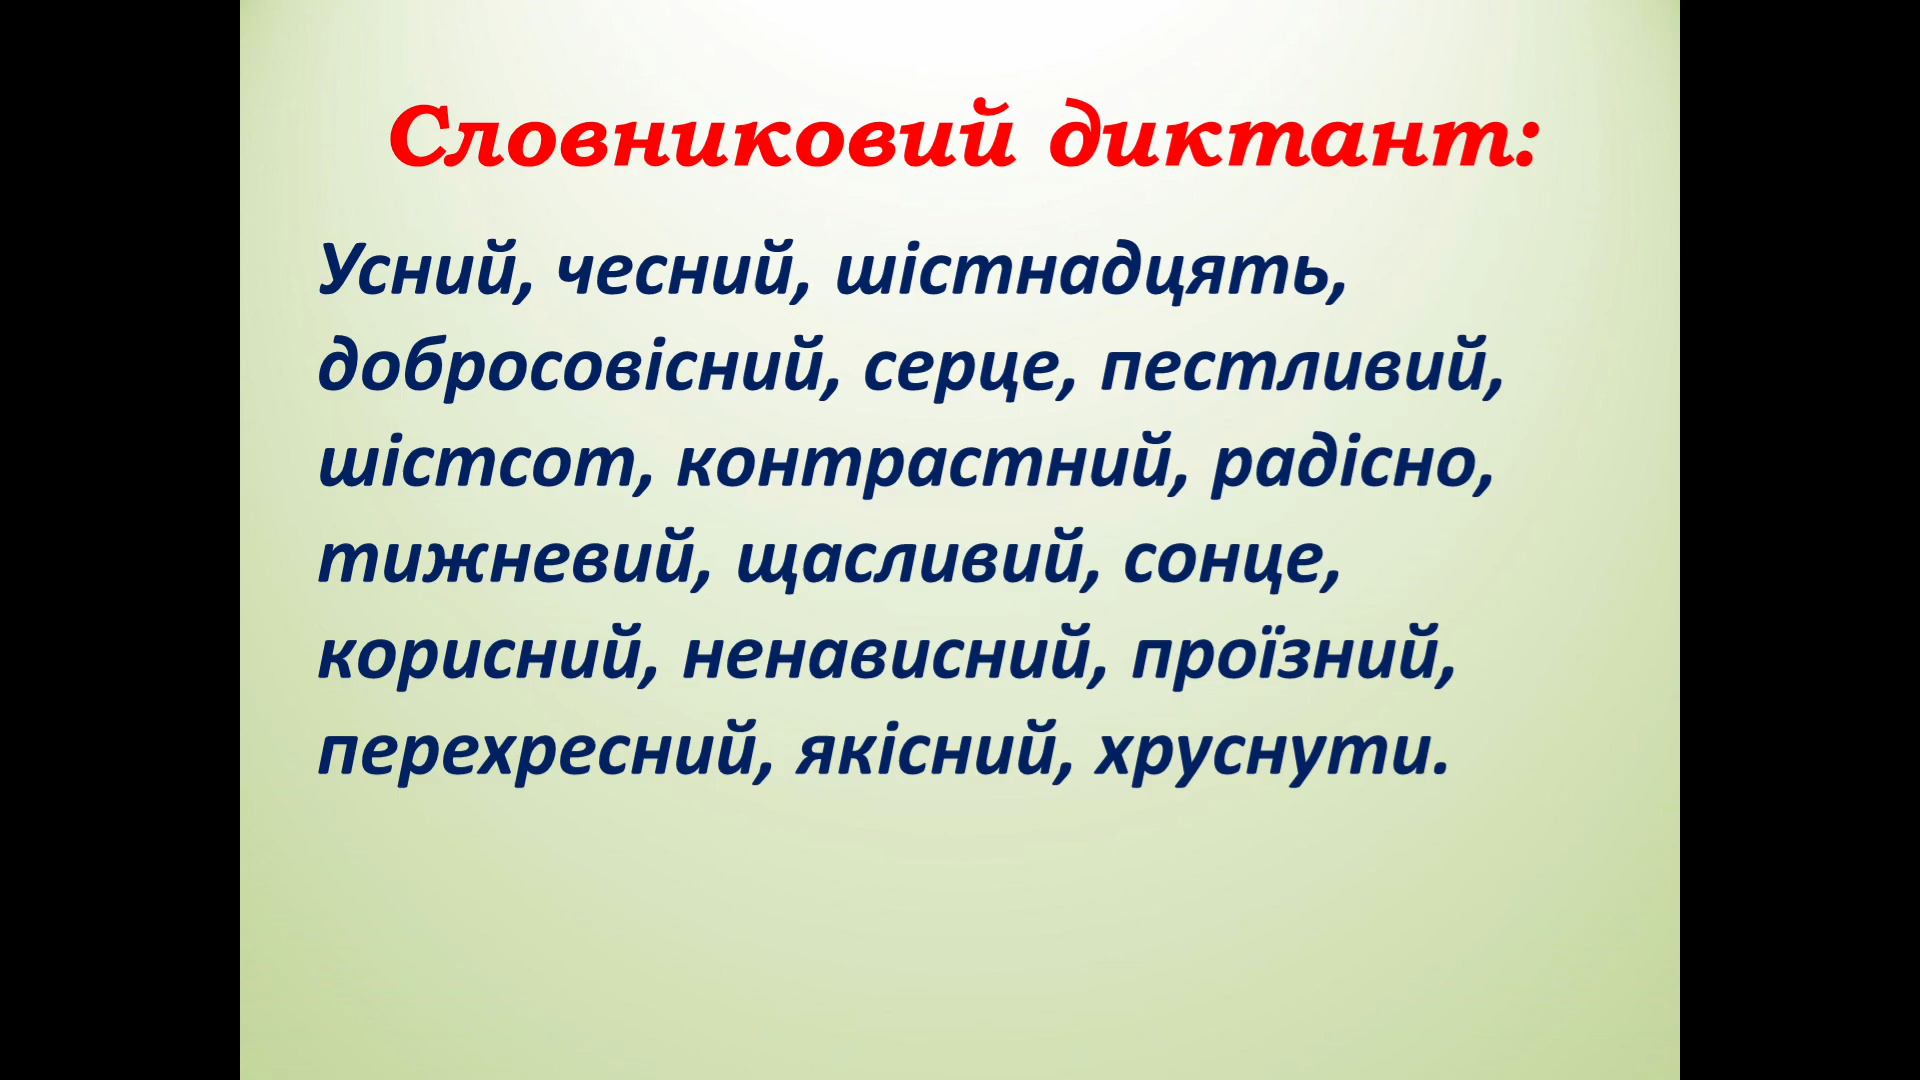 Словниковий диктант:
Усний, чесний, шістнадцять,
добросовісний, серце, пестливий,
шістсот, контрастний, радісно,
тижневий, щасливий, сонце,
корисний, ненависний, проїзний,
перехресний, якісний, хруснути.